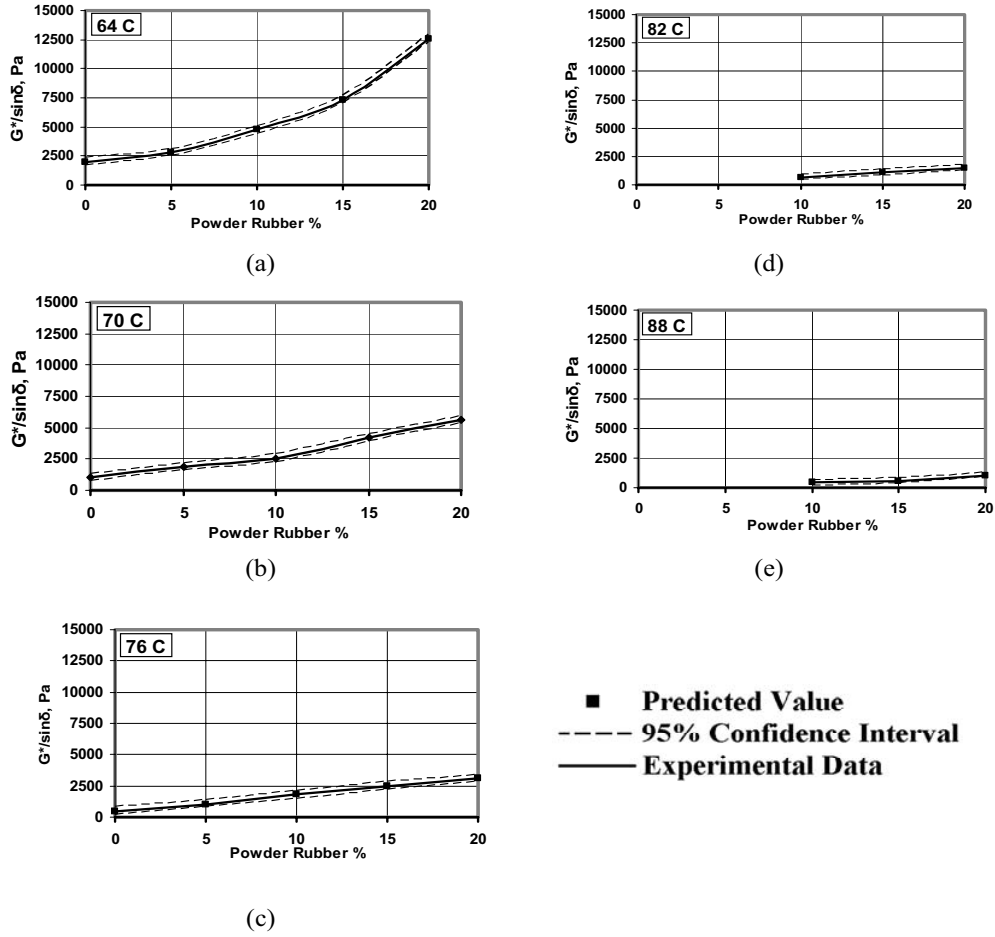 64 C
G*/sinδ, Pa
15000
12500
10000
7500
5000
2500
0
0 5 10 15 20
Powder Rubber %
(a)
70 C
G*/sinδ, Pa
15000
12500
10000
7500
5000
2500
0
0 5 10 15 20
Powder Rubber %
(b)
76 C
G*/sinδ, Pa
15000
12500
10000
7500
5000
2500
0
0 5 10 15 20
Powder Rubber %
(c)
82 C
G*/sinδ, Pa
15000
12500
10000
7500
5000
2500
0
0 5 10 15 20
Powder Rubber %
(d)
88 C
G*/sinδ, Pa
15000
12500
10000
7500
5000
2500
0
0 5 10 15 20
Powder Rubber %
(e)
Predicted Value
95% Confidence Interval
Experimental Data